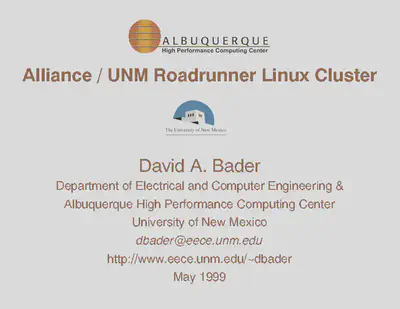 ALBUQUERQUE
High Performance Computing Center
Alliance / UNM Roadrunner Linux Cluster
The University of New Mexico
David A. Bader
Department of Electrical and Computer Engineering &
Albuquerque High Performance Computing Center
University of New Mexico
dbader@eece.unm.edu
http://www.eece.unm.edu/~dbader
May 1999